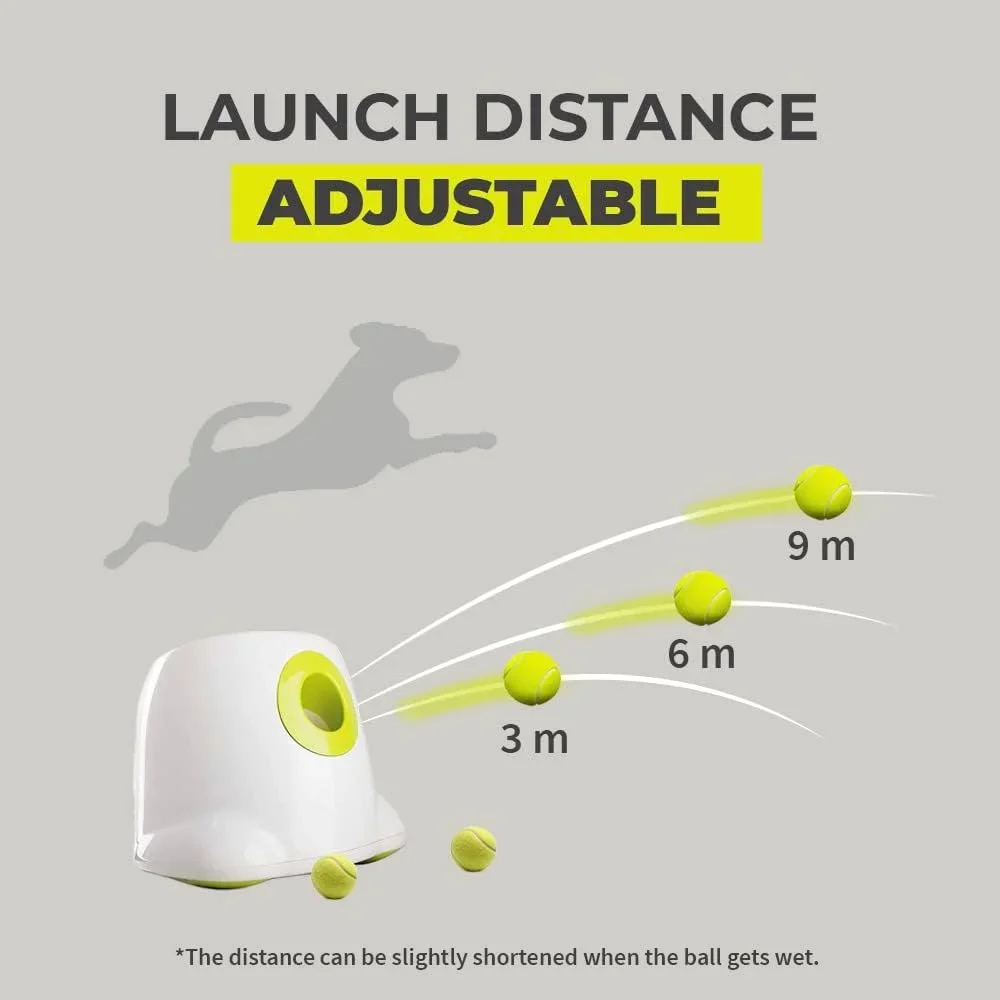 LAUNCH DISTANCE
ADJUSTABLE
9 m
6 m
3 m
*The distance can be slightly shortened when the ball gets wet.